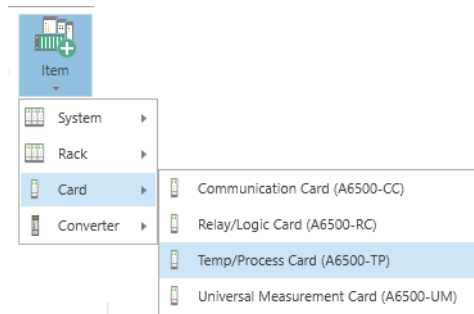 Item
System
Rack
Card
Converter
Communication Card (A6500-CC)
Relay/Logic Card (A6500-RC)
Temp/Process Card (A6500-TP)
Universal Measurement Card (A6500-UM)